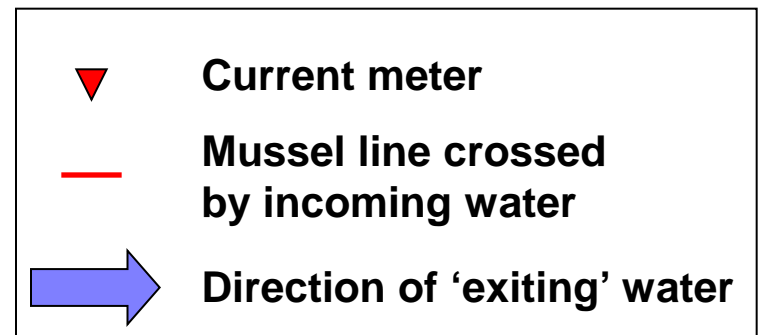 Current meter
Mussel line crossed
by incoming water
Direction of ‘exiting’ water